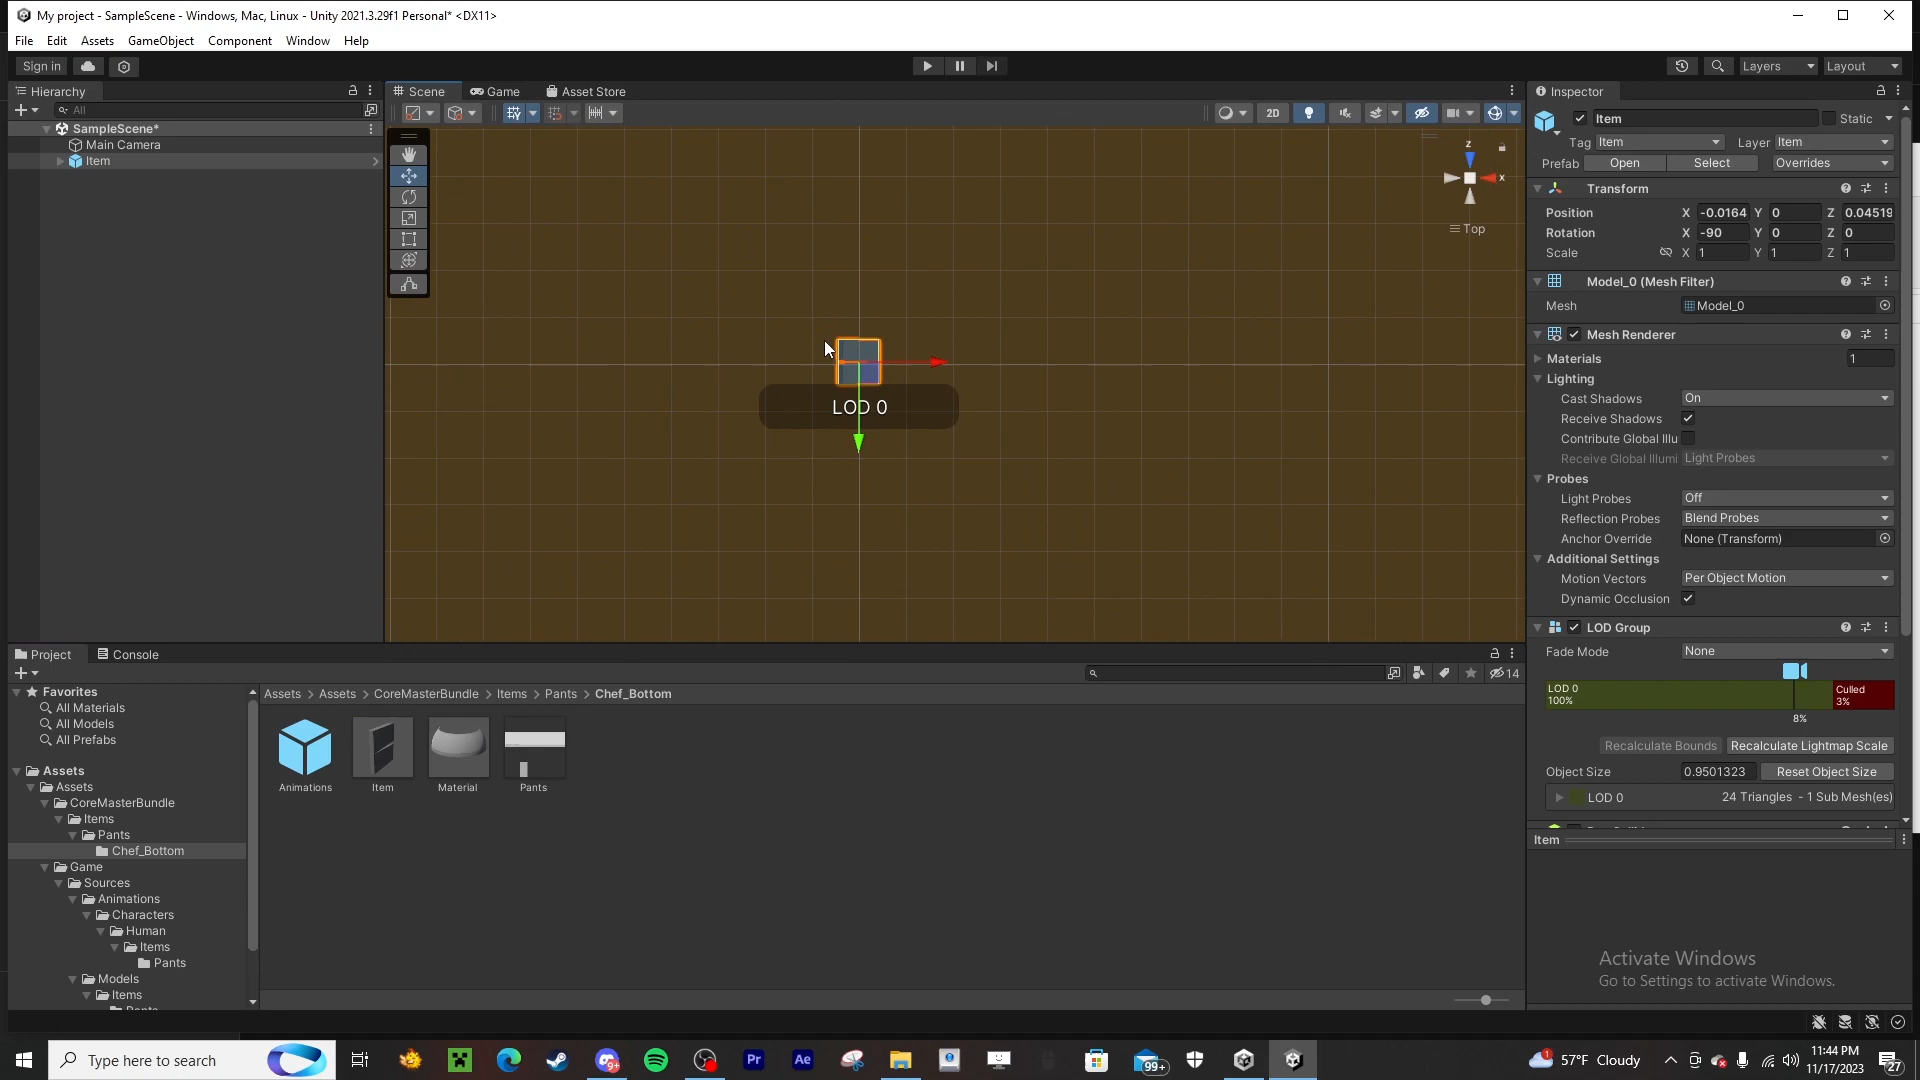 My project - SampleScene - Windows, Mac, Linux - Unity 2021.3.29f1 Personal* <DX11>
File Edit Assets GameObject Component Window Help
Sign in Layers Layout
Hierarchy
All
SampleScene*
Main Camera
Item
Scene Game Asset Store
2D
z
x
Top
LOD 0
Inspector
Item Static
Tag Item Layer Item
Prefab Open Select Overrides
Transform
Position X -0.0164 Y 0 Z 0.04519
Rotation X -90 Y 0 Z 0
Scale X 1 Y 1 Z 1
Model_0 (Mesh Filter)
Mesh Model_0
Mesh Renderer
Materials 1
Lighting
Cast Shadows On
Receive Shadows
Contribute Global Illu
Receive Global Illumi Light Probes
Probes
Light Probes Off
Reflection Probes Blend Probes
Anchor Override None (Transform)
Additional Settings
Motion Vectors Per Object Motion
Dynamic Occlusion
LOD Group
Fade Mode None
LOD 0
100%
Culled
3%
8%
Recalculate Bounds Recalculate Lightmap Scale
Object Size 0.9501323 Reset Object Size
LOD 0 24 Triangles - 1 Sub Mesh(es)
Item
Project Console
14
Favorites
All Materials
All Models
All Prefabs
Assets
Assets
CoreMasterBundle
Items
Pants
Chef_Bottom
Game
Sources
Animations
Characters
Human
Items
Pants
Models
Items
Assets > Assets > CoreMasterBundle > Items > Pants > Chef_Bottom
Animations Item Material Pants
Activate Windows
Go to Settings to activate Windows.
Type here to search
9+
Pr
Ae
99+
1
57°F Cloudy
11:44 PM
11/17/2023
27